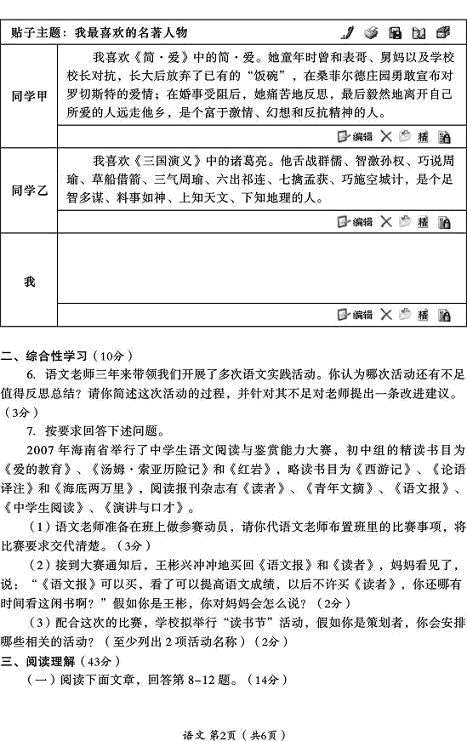 贴子主题：我最喜欢的名著人物
我喜欢《简·爱》中的简·爱。她童年时曾和表哥、舅妈以及学校
校长对抗，长大后放弃了已有的“饭碗”，在桑菲尔德庄园勇敢宣布对
同学甲
罗切斯特的爱情；在婚事受阻后，她痛苦地反思，最后毅然地离开自己
所爱的人远走他乡，是个富于激情、幻想和反抗精神的人。
编辑
我喜欢《三国演义》中的诸葛亮。他舌战群儒、智激孙权、巧说周
同学乙
瑜、草船借箭、三气周瑜、六出祁连、七擒孟获、巧施空城计，是个足
智多谋、料事如神、上知天文、下知地理的人。
编辑
我
编辑
二、综合性学习（10分）
6. 语文老师三年来带领我们开展了多次语文实践活动。你认为哪次活动还有不足
值得反思总结？请你简述这次活动的过程，并针对其不足对老师提出一条改进建议。
（3分）
7. 按要求回答下述问题。
2007 年海南省举行了中学生语文阅读与鉴赏能力大赛，初中组的精读书目为
《爱的教育》、《汤姆·索亚历险记》和《红岩》，略读书目为《西游记》、《论语
译注》和《海底两万里》，阅读报刊杂志有《读者》、《青年文摘》、《语文报》、
《中学生阅读》、《演讲与口才》。
（1）语文老师准备在班上做参赛动员，请你代语文老师布置班里的比赛事项，将
比赛要求交代清楚。（3分）
（2）接到大赛通知后，王彬兴冲冲地买回《语文报》和《读者》，妈妈看见了，
说：“《语文报》可以买，看了可以提高语文成绩，以后不许买《读者》，你还哪有
时间看这闲书啊？”假如你是王彬，你对妈妈会怎么说？（2分）
（3）配合这次的比赛，学校拟举行“读书节”活动，假如你是策划者，你会安排
哪些相关的活动？（至少列出 2 项活动名称）（2分）
三、阅读理解（43分）
（一）阅读下面文章，回答第 8-12 题。（14分）
语文 第2页（共6页）